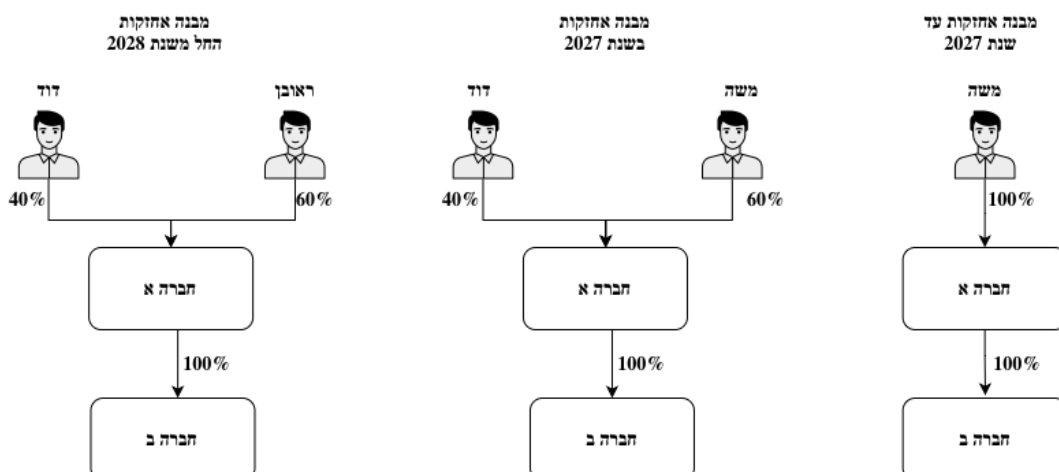 מבנה אחזקות עד
שנת 2027
משה
100%
חברה א
100%
חברה ב
מבנה אחזקות
בשנת 2027
משה
דוד
60%
40%
חברה א
100%
חברה ב
מבנה אחזקות
החל משנת 2028
ראובן
דוד
60%
40%
חברה א
100%
חברה ב